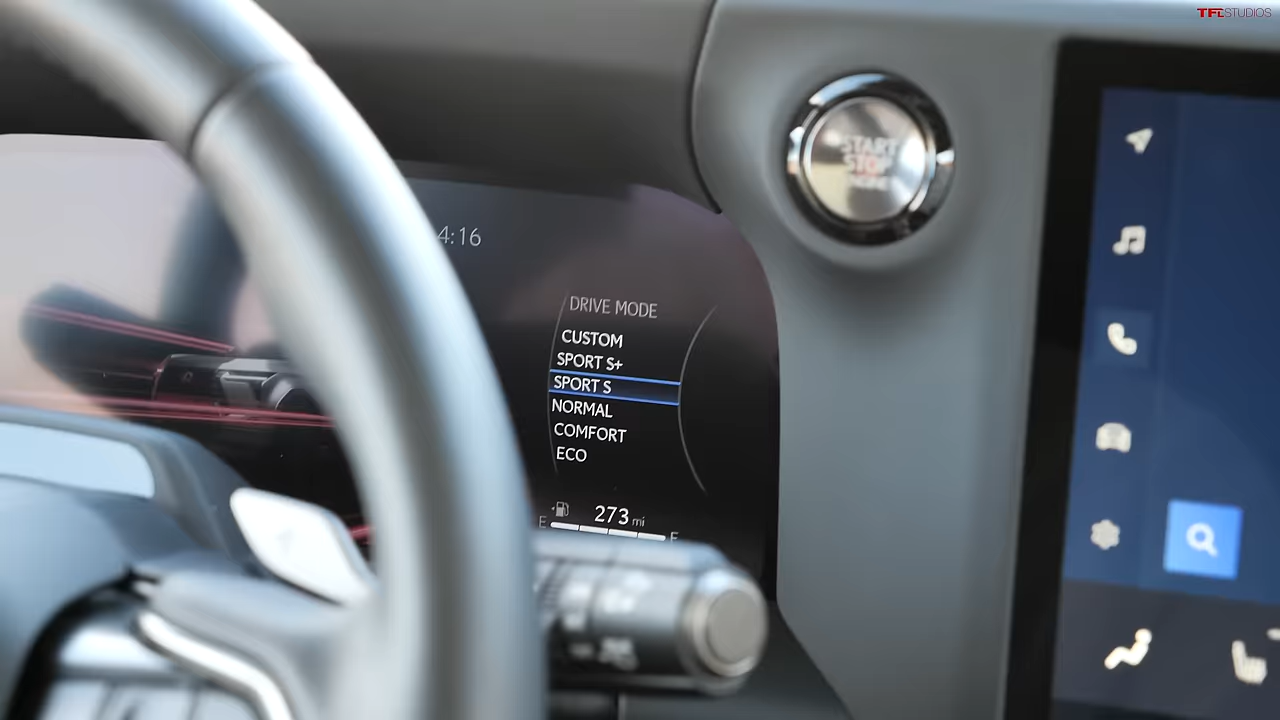 TFLSTUDIOS
START
STOP
4:16
DRIVE MODE
CUSTOM
SPORT S+
SPORT S
NORMAL
COMFORT
ECO
273 mi
E F